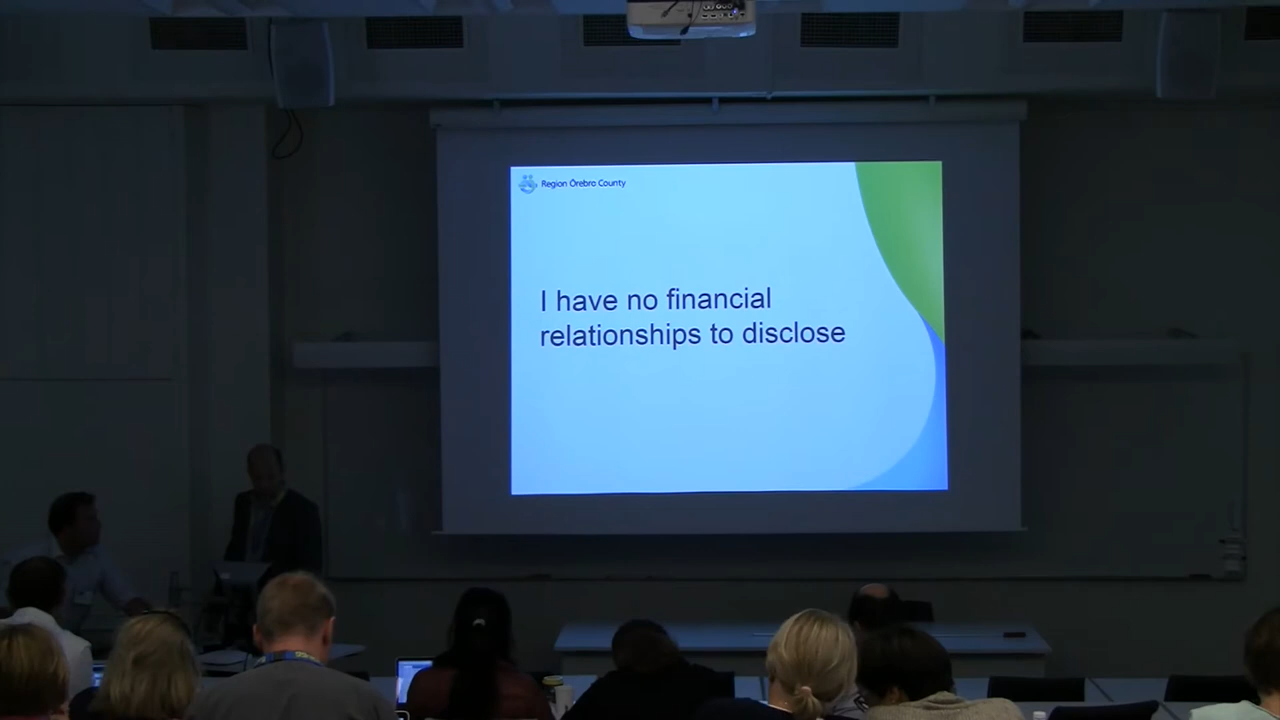 Region Örebro County
I have no financial
relationships to disclose